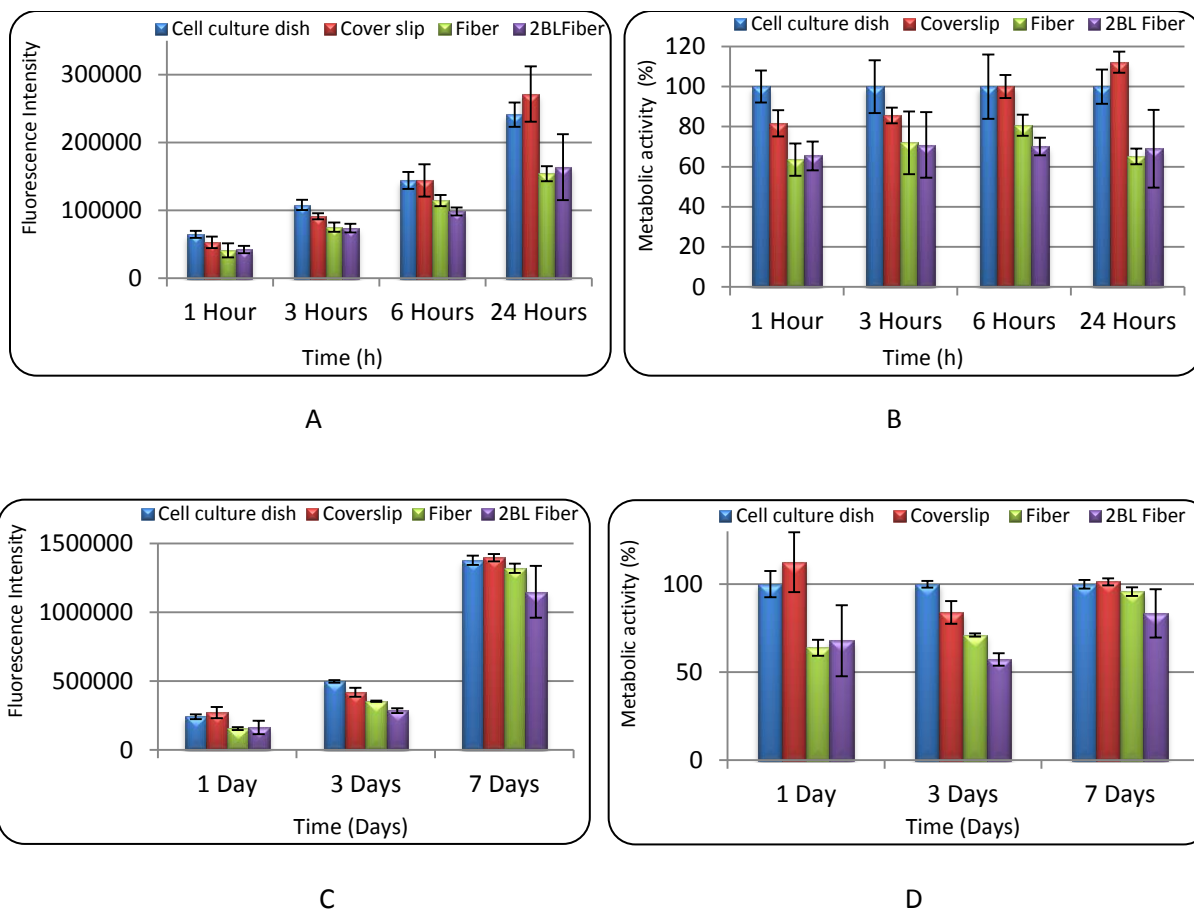 Cell culture dish Cover slip Fiber 2BLFiber
Fluorescence Intensity
300000
200000
100000
0
1 Hour 3 Hours 6 Hours 24 Hours
Time (h)
A
Cell culture dish Coverslip Fiber 2BL Fiber
Metabolic activity (%)
120
100
80
60
40
20
0
1 Hour 3 Hours 6 Hours 24 Hours
Time (h)
B
Cell culture dish Coverslip Fiber 2BL Fiber
Fluorescence Intensity
1500000
1000000
500000
0
1 Day 3 Days 7 Days
Time (Days)
C
Cell culture dish Coverslip Fiber 2BL Fiber
Metabolic activity (%)
100
50
0
1 Day 3 Days 7 Days
Time (Days)
D